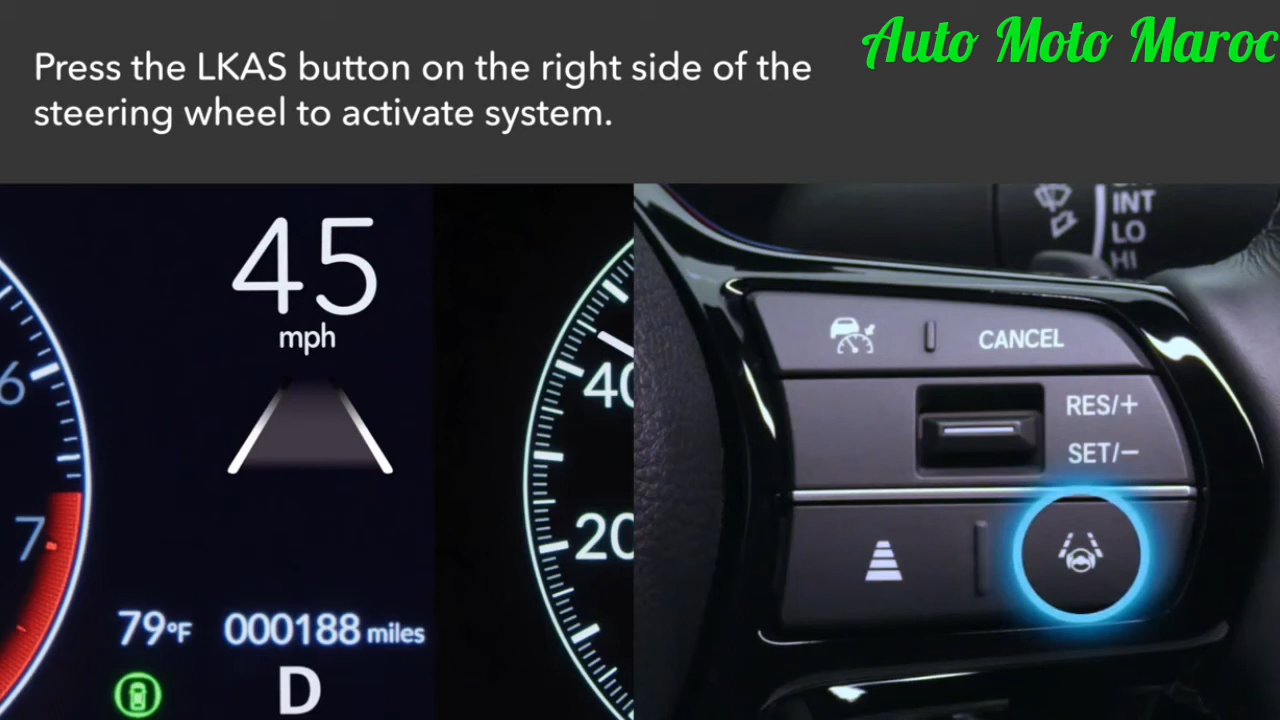 Auto Moto Maroc
Press the LKAS button on the right side of the
steering wheel to activate system.
45
mph
6
7
40
20
79°F
000188 miles
D
INT
LO
HI
CANCEL
RES/+
SET/−